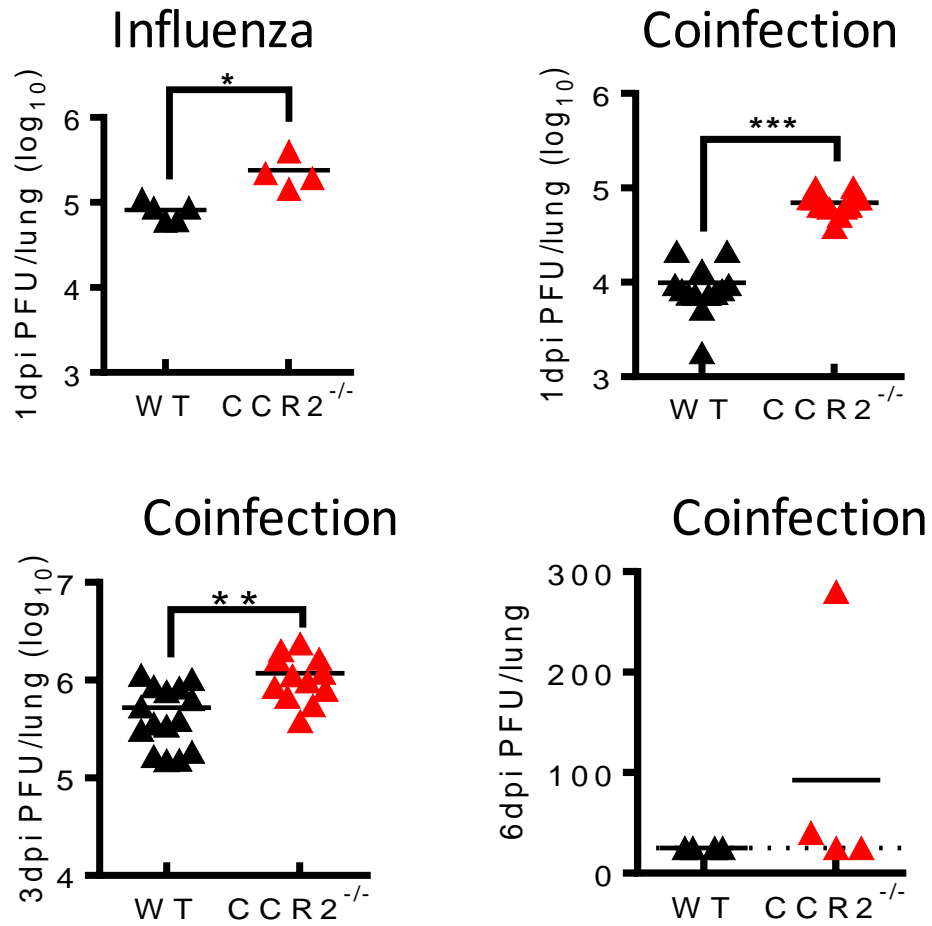 Influenza
1dpi PFU/lung (log10)
*
6
5
4
3
WT CCR2-/-
Coinfection
1dpi PFU/lung (log10)
***
6
5
4
3
WT CCR2-/-
Coinfection
3dpi PFU/lung (log10)
**
7
6
5
4
WT CCR2-/-
Coinfection
6dpi PFU/lung
300
200
100
0
WT CCR2-/-